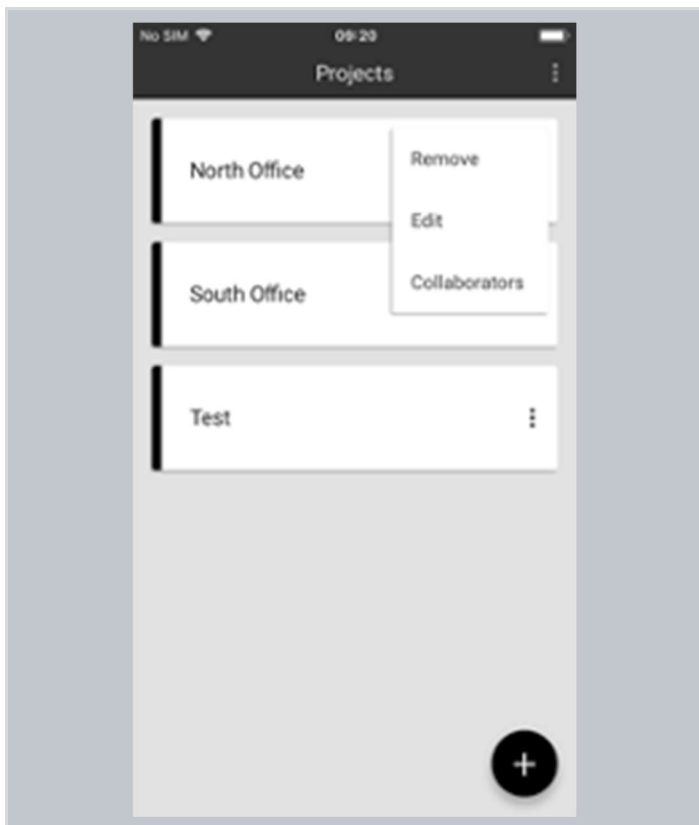 No SIM 09:20
Projects
North Office
Remove
Edit
South Office
Collaborators
Test